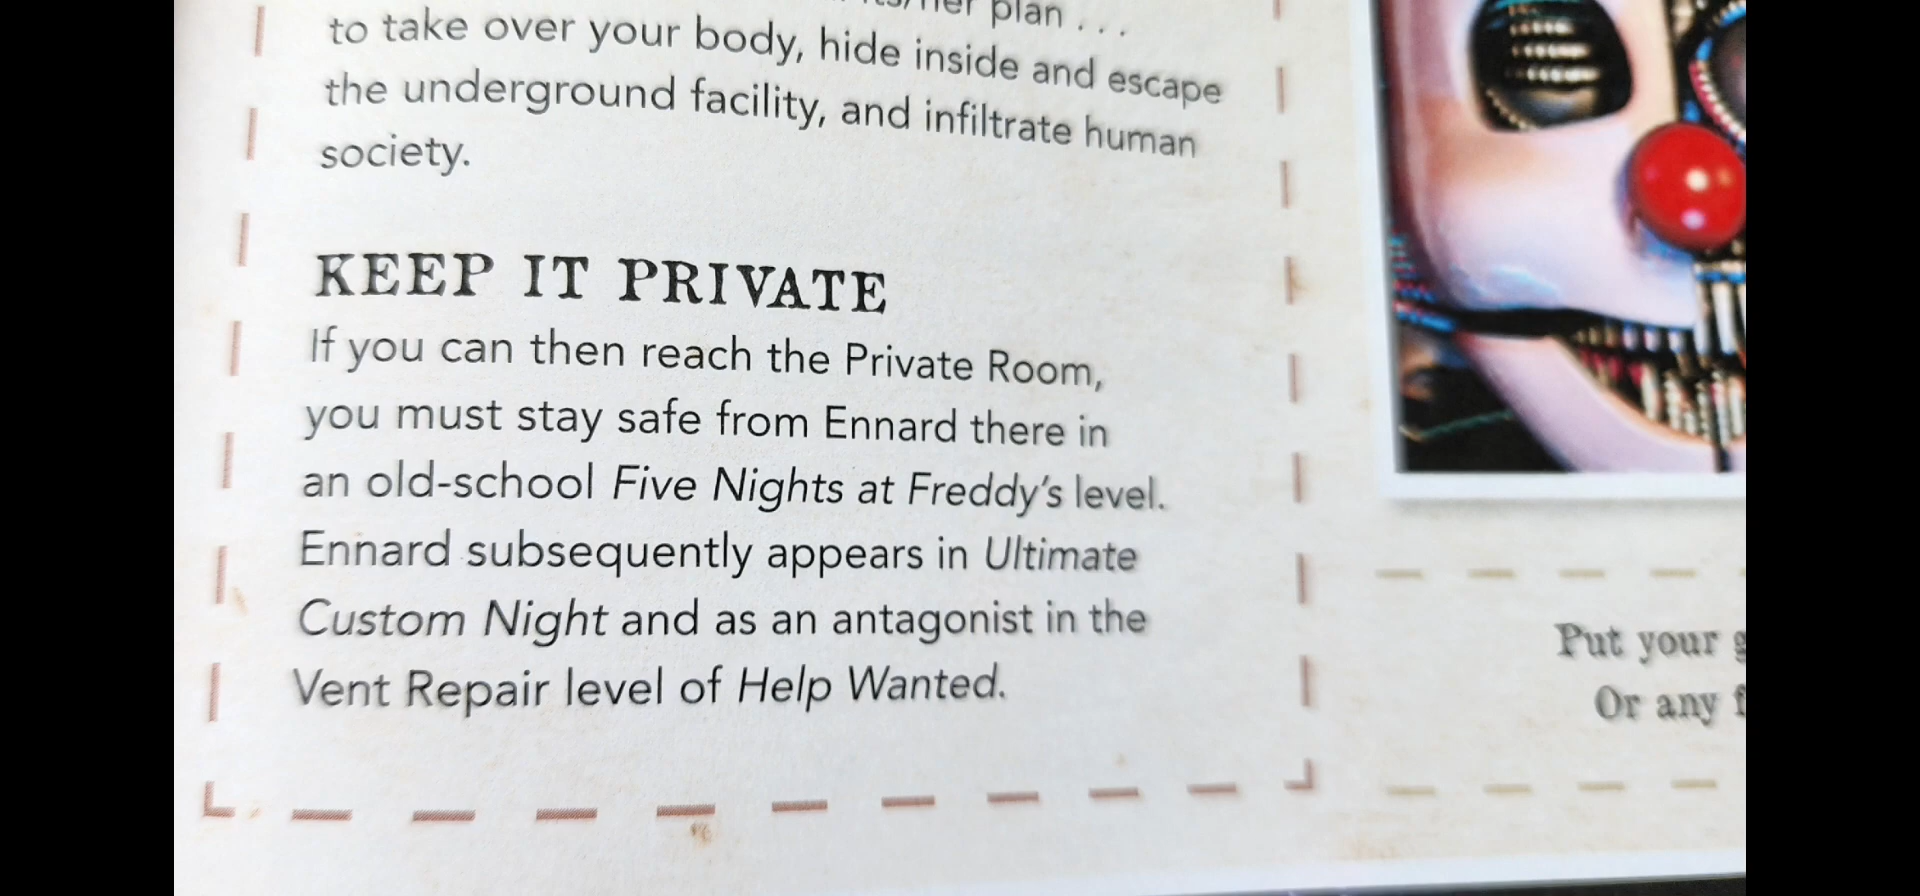 plan . . .
to take over your body, hide inside and escape
the underground facility, and infiltrate human
society.
KEEP IT PRIVATE
If you can then reach the Private Room,
you must stay safe from Ennard there in
an old-school Five Nights at Freddy's level.
Ennard subsequently appears in Ultimate
Custom Night and as an antagonist in the
Vent Repair level of Help Wanted.
Put your
Or any